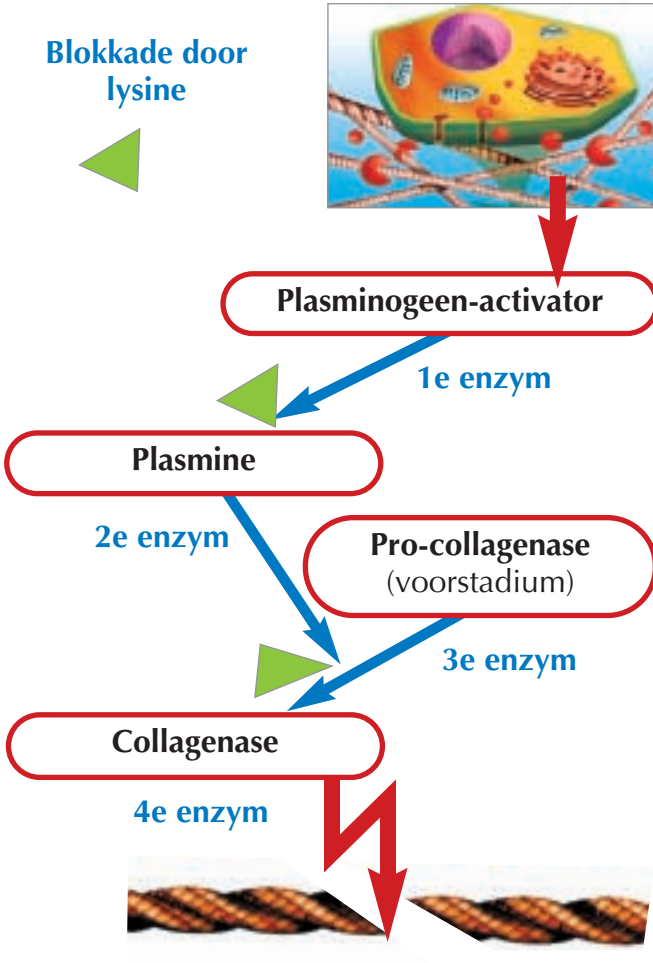 Blokkade door
lysine
Plasminogeen-activator
1e enzym
Plasmine
2e enzym
Pro-collagenase
(voorstadium)
3e enzym
Collagenase
4e enzym